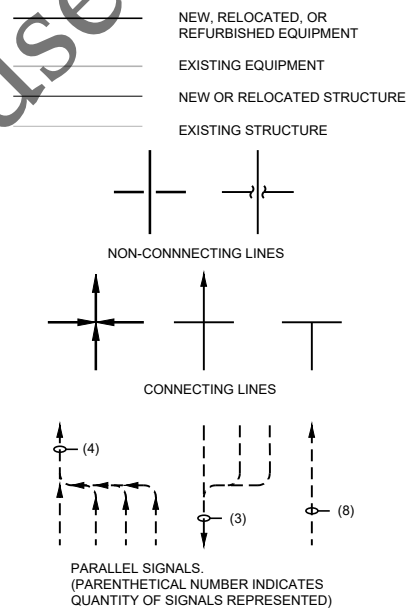 NEW, RELOCATED, OR
REFURBISHED EQUIPMENT
EXISTING EQUIPMENT
NEW OR RELOCATED STRUCTURE
EXISTING STRUCTURE
NON-CONNNECTING LINES
CONNECTING LINES
(4)
(3)
(8)
PARALLEL SIGNALS.
(PARENTHETICAL NUMBER INDICATES
QUANTITY OF SIGNALS REPRESENTED)